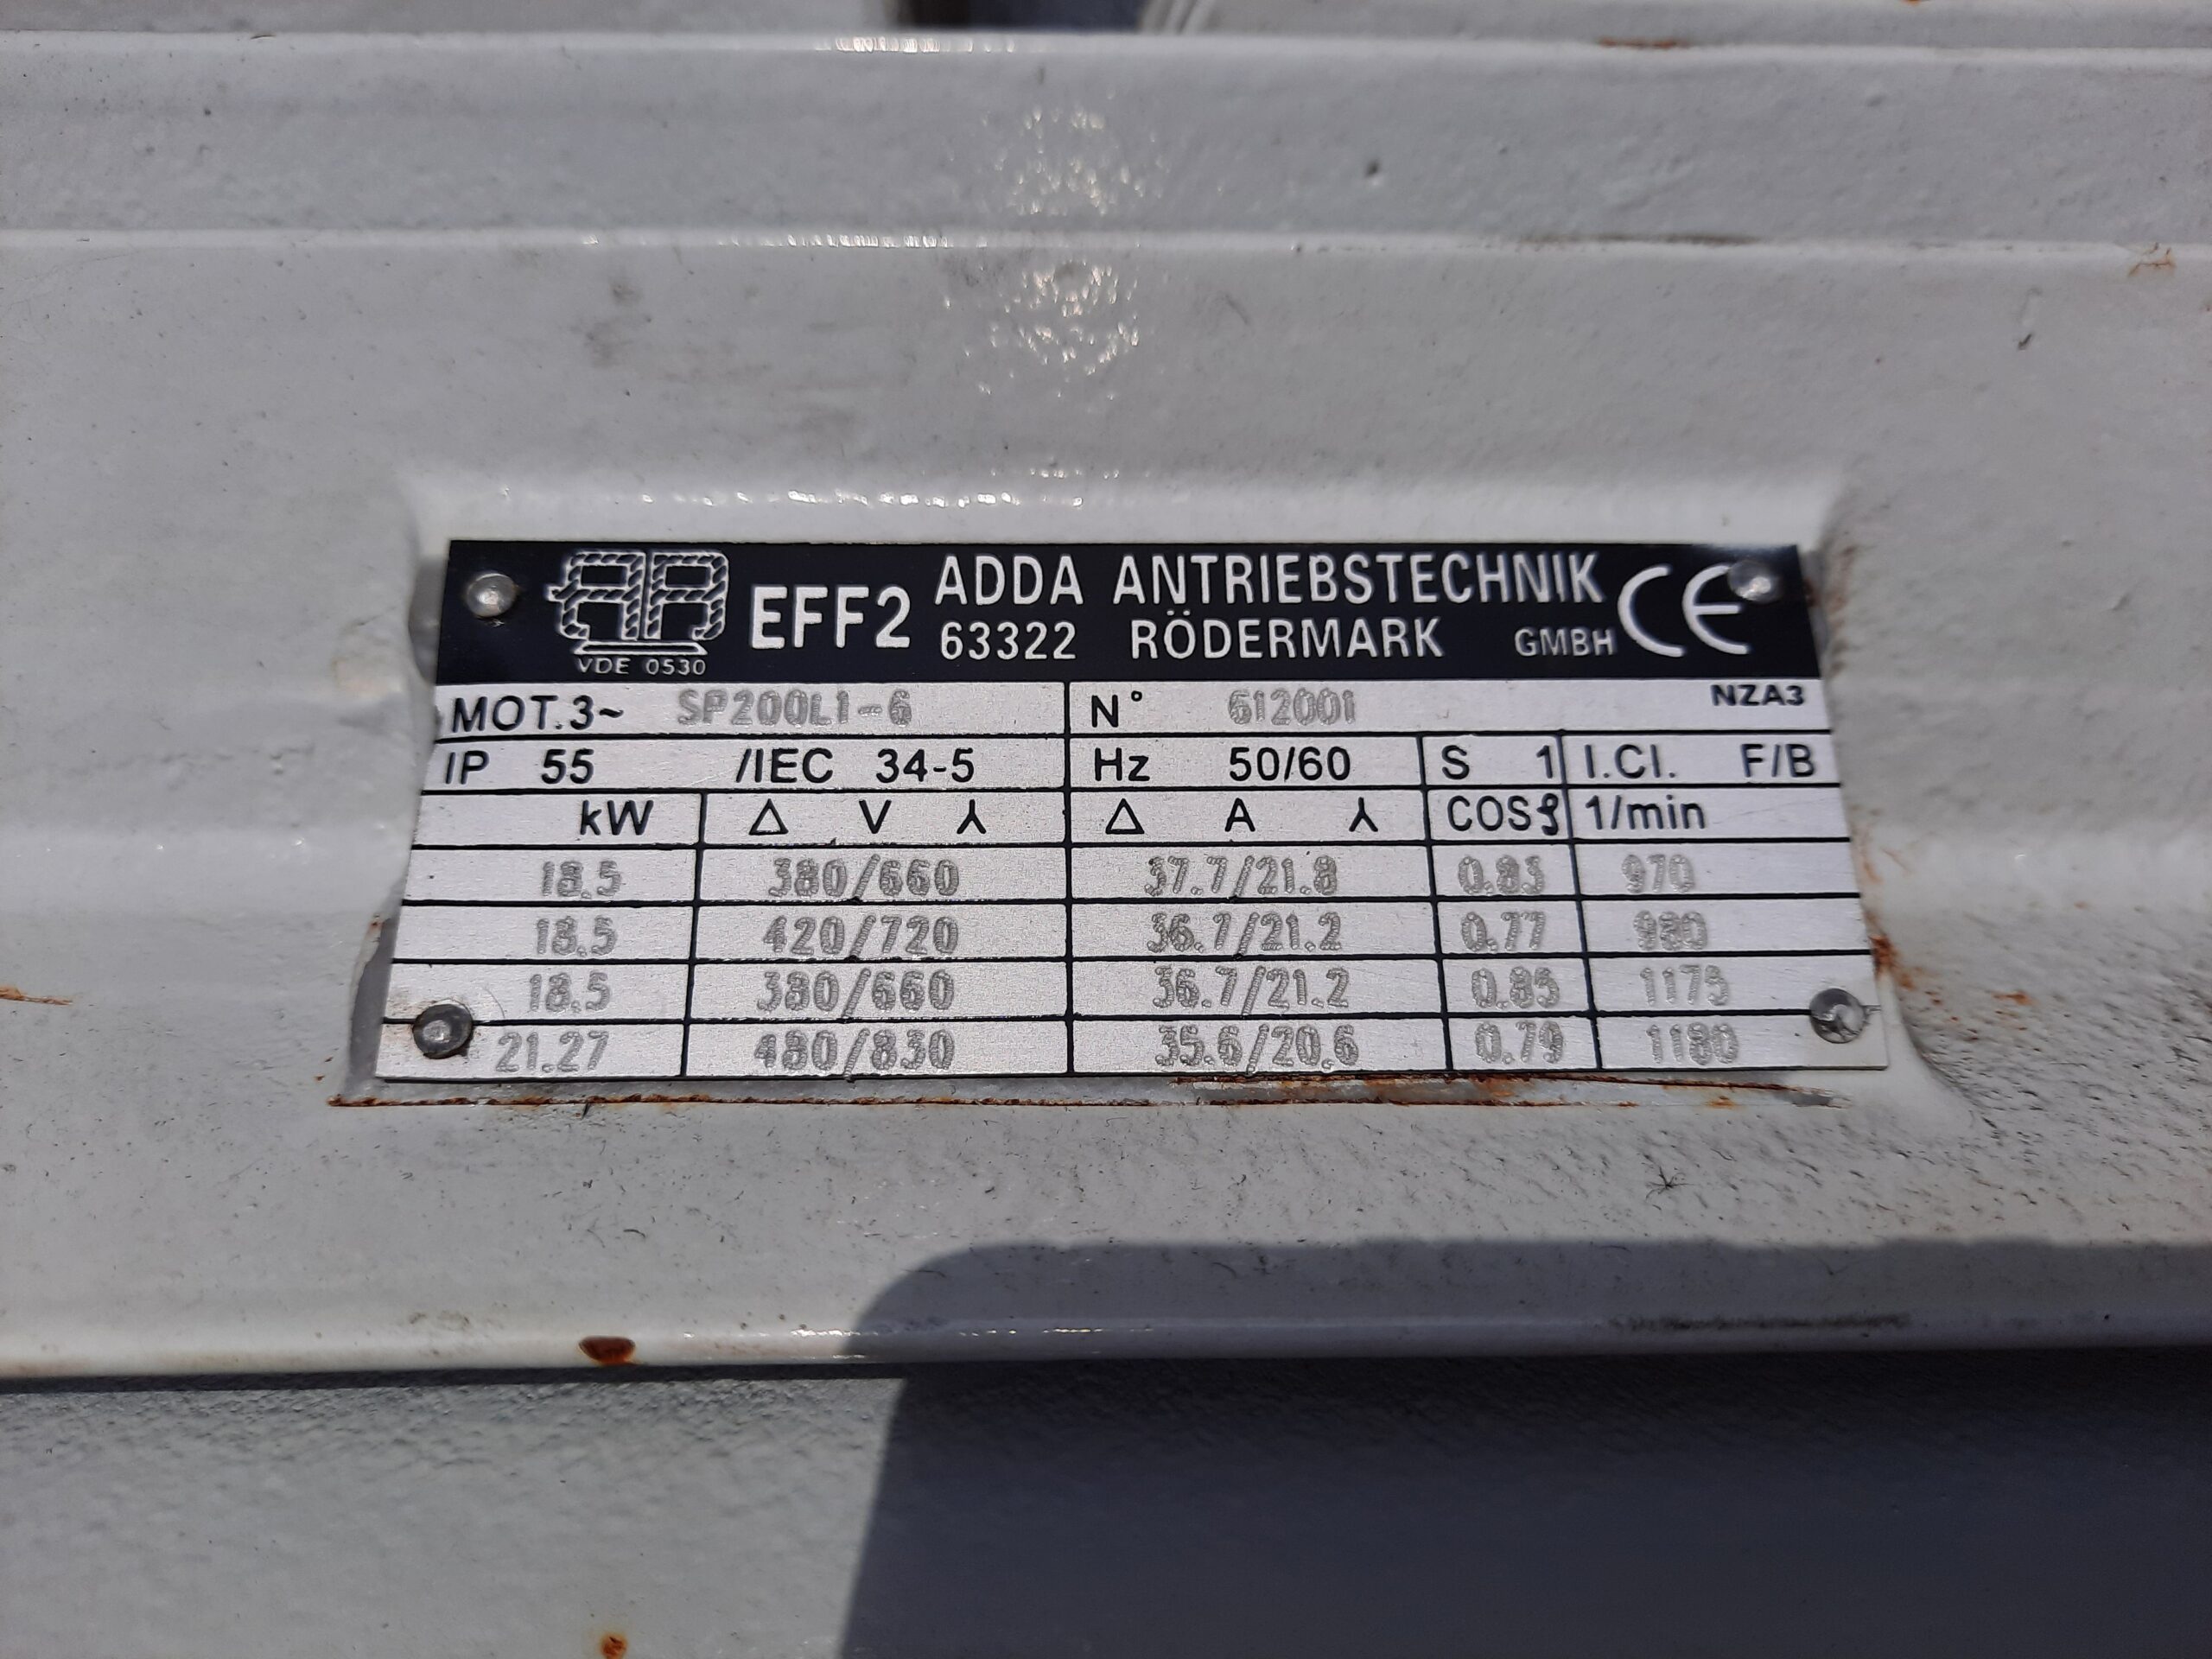 EFF2 ADDA ANTRIEBSTECHNIK CE
63322 RÖDERMARK GMBH
VDE 0530
MOT.3~ SP200L1-6 N° 612001 NZA3
IP 55 /IEC 34-5 Hz 50/60 S 1 I.Cl. F/B
kW Δ V ⅄ Δ A ⅄ COSφ 1/min
18.5 380/660 37.7/21.8 0.83 970
18.5 420/720 36.7/21.2 0.77 980
18.5 380/660 36.7/21.2 0.85 1175
21.27 480/830 35.6/20.6 0.79 1180